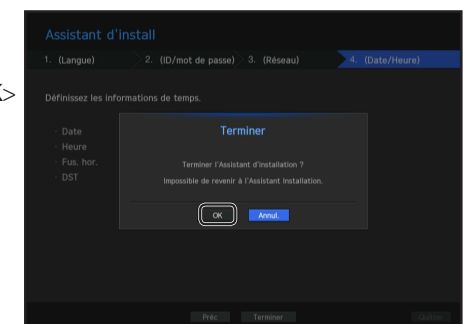 Assistant d'install
1. (Langue) 2. (ID/mot de passe) 3. (Réseau) 4. (Date/Heure)
>
Définissez les informations de temps.
· Date
· Heure
· Fus. hor.
· DST
Terminer
Terminer l'Assistant d'installation ?
Impossible de revenir à l'Assistant Installation.
OK Annul.
Préc Terminer Quitter